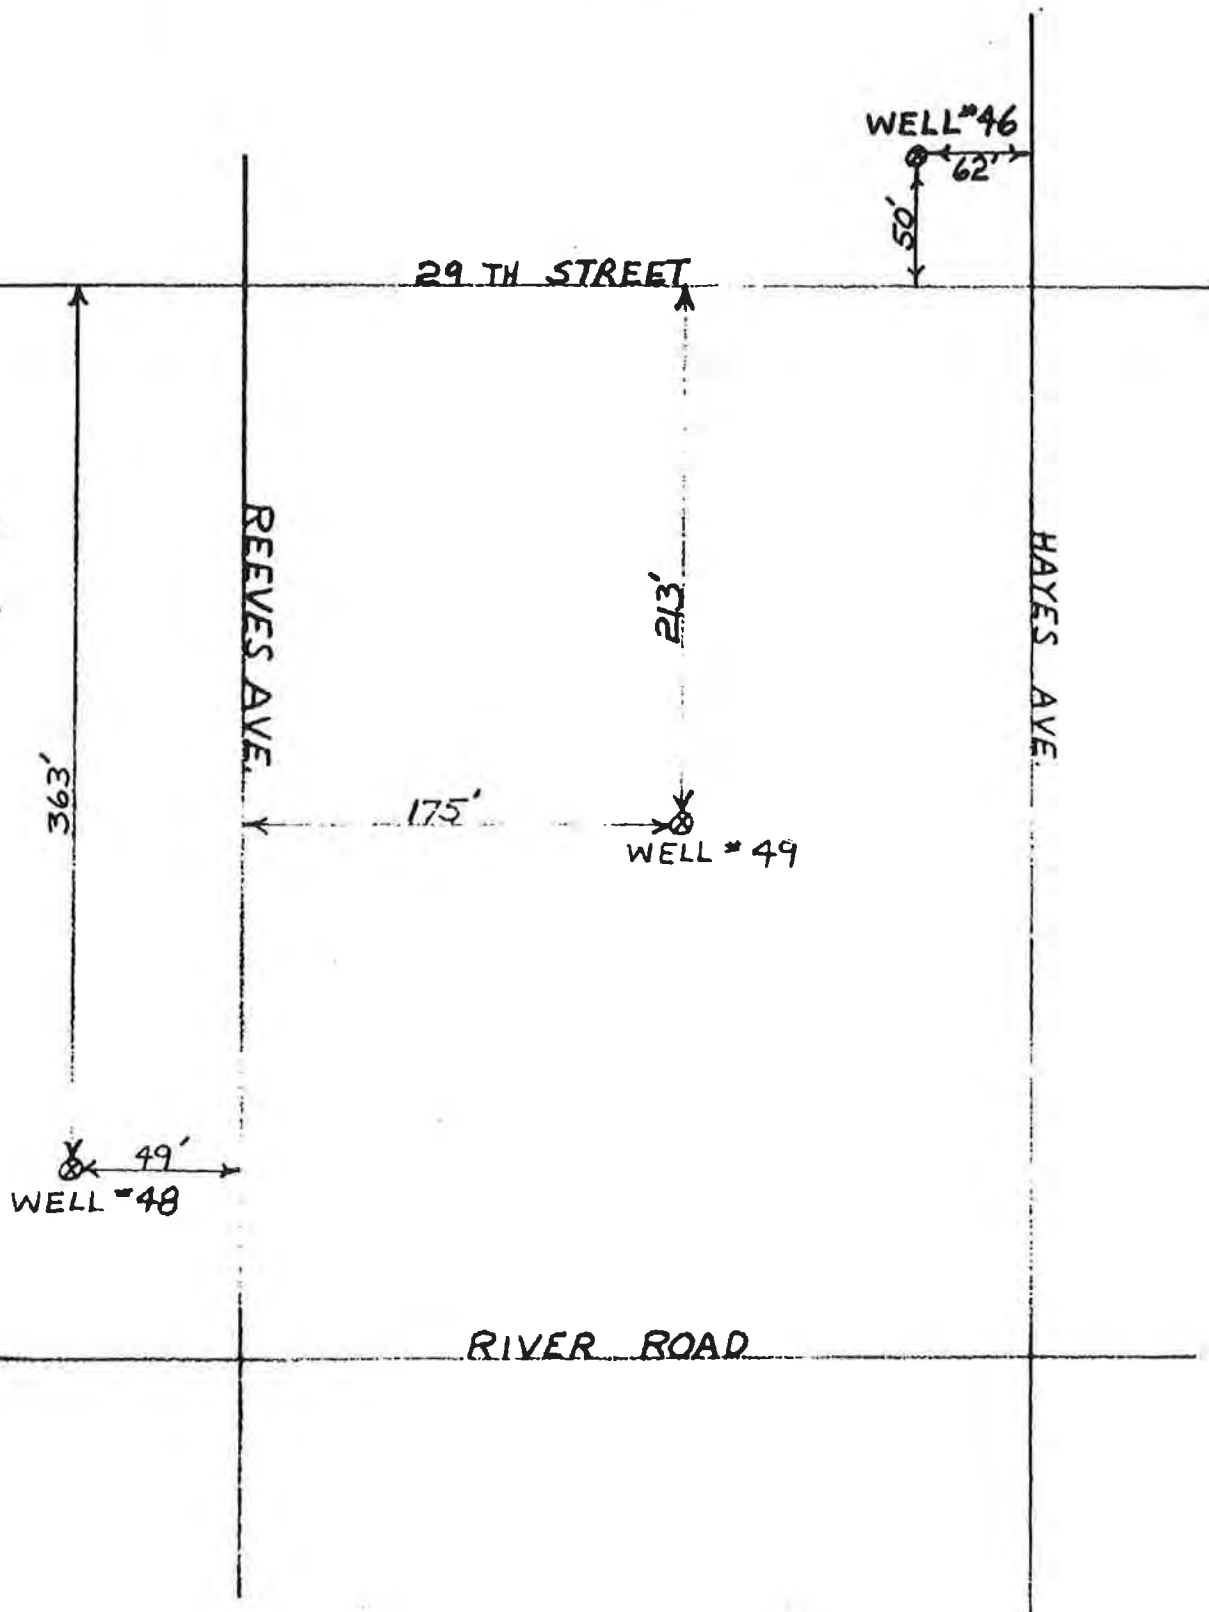 WELL #46
62'
50'
29 TH STREET
REEVES AVE.
HAYES AVE.
213'
363'
175'
WELL # 49
49'
WELL #48
RIVER ROAD